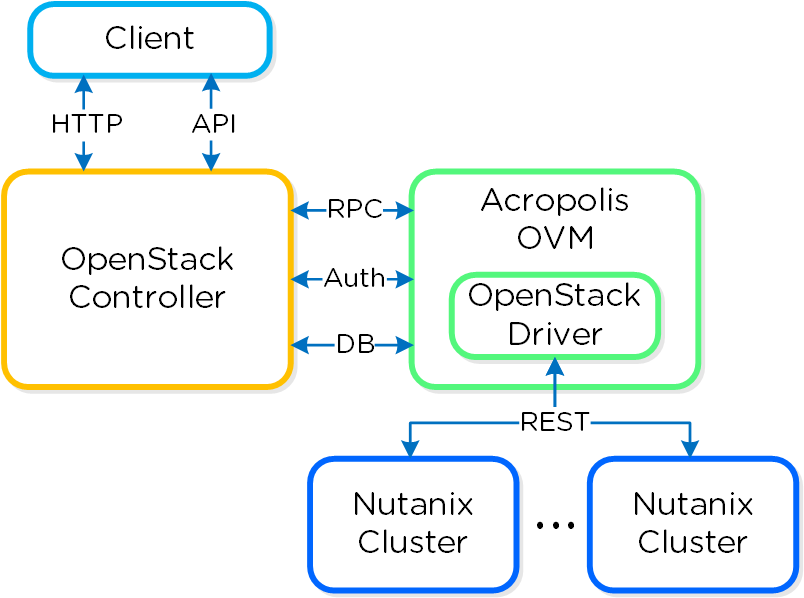 Client
HTTP
API
OpenStack
Controller
RPC
Auth
DB
Acropolis
OVM
OpenStack
Driver
REST
Nutanix
Cluster
...
Nutanix
Cluster